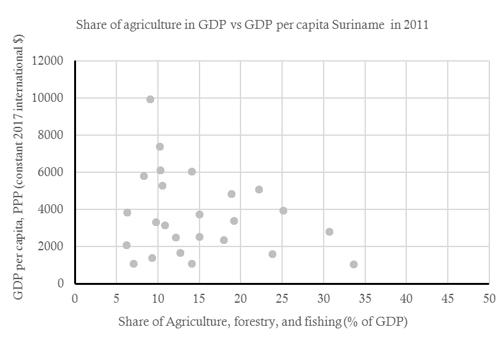 Share of agriculture in GDP vs GDP per capita Suriname in 2011
GDP per capita, PPP (constant 2017 international $)
12000
10000
8000
6000
4000
2000
0
0 5 10 15 20 25 30 35 40 45 50
Share of Agriculture, forestry, and fishing (% of GDP)